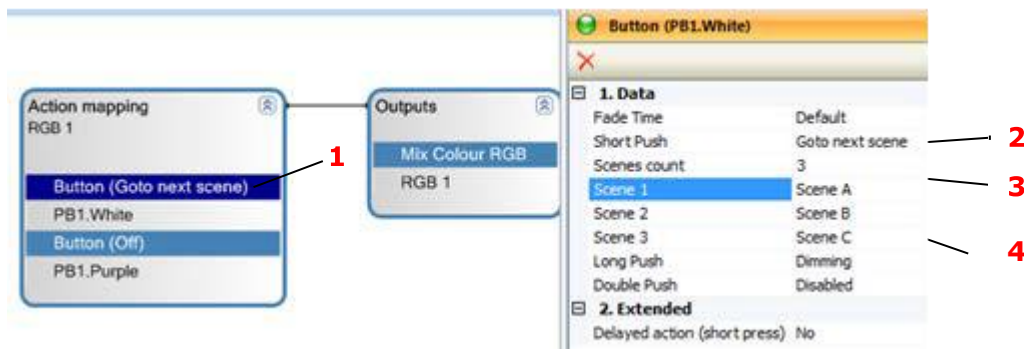 Action mapping
RGB 1
Button (Goto next scene)
PB1.White
Button (Off)
PB1.Purple
1
Outputs
Mix Colour RGB
RGB 1
Button (PB1.White)
1. Data
Fade Time Default
Short Push Goto next scene
2
Scenes count 3
3
Scene 1 Scene A
Scene 2 Scene B
Scene 3 Scene C
4
Long Push Dimming
Double Push Disabled
2. Extended
Delayed action (short press) No